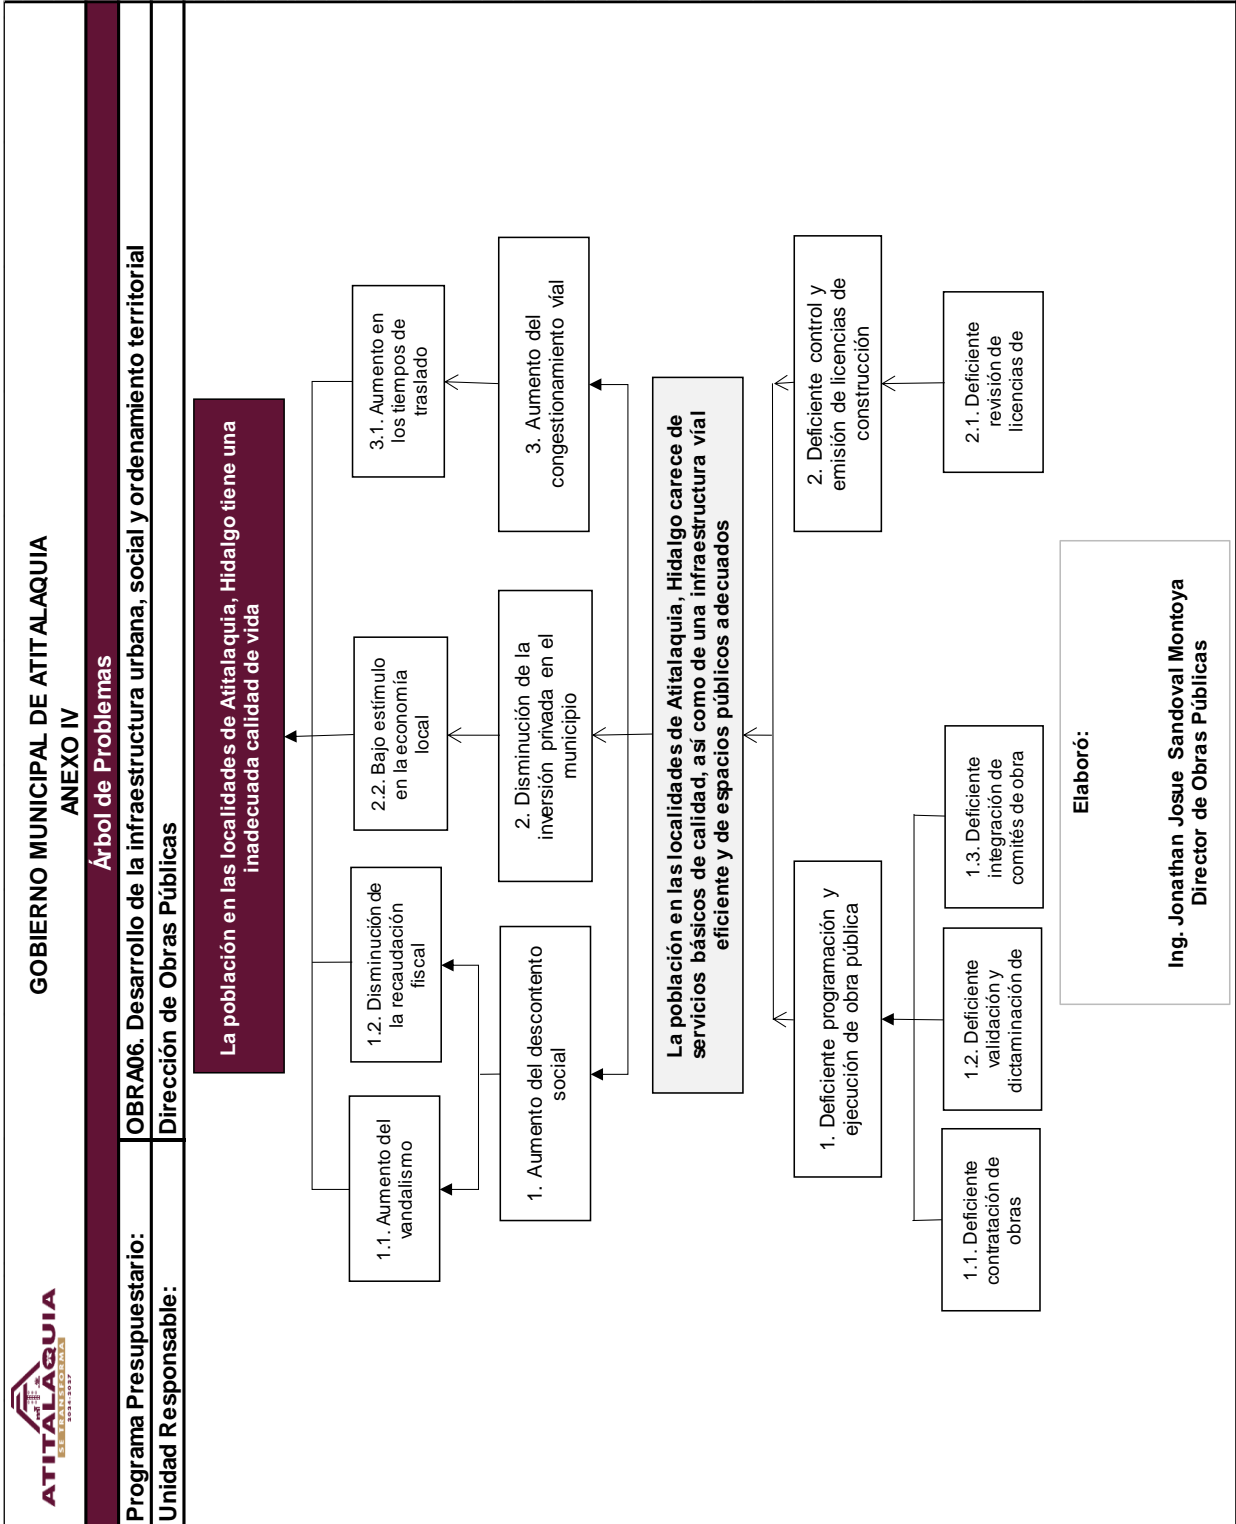 ATITALAQUIA
SE TRANSFORMA
2024-2027
GOBIERNO MUNICIPAL DE ATITALAQUIA
ANEXO IV
Árbol de Problemas
Programa Presupuestario:
OBRA06. Desarrollo de la infraestructura urbana, social y ordenamiento territorial
Unidad Responsable:
Dirección de Obras Públicas
La población en las localidades de Atitalaquia, Hidalgo tiene una
inadecuada calidad de vida
1.1. Aumento del
vandalismo
1.2. Disminución de
la recaudación
fiscal
2.2. Bajo estímulo
en la economía
local
3.1. Aumento en
los tiempos de
traslado
1. Aumento del descontento
social
2. Disminución de la
inversión privada en el
municipio
3. Aumento del
congestionamiento víal
La población en las localidades de Atitalaquia, Hidalgo carece de
servicios básicos de calidad, así como de una infraestructura víal
eficiente y de espacios públicos adecuados
1. Deficiente programación y
ejecución de obra pública
2. Deficiente control y
emisión de licencias de
construcción
1.1. Deficiente
contratación de
obras
1.2. Deficiente
validación y
dictaminación de
1.3. Deficiente
integración de
comités de obra
2.1. Deficiente
revisión de
licencias de
Elaboró:
Ing. Jonathan Josue Sandoval Montoya
Director de Obras Públicas